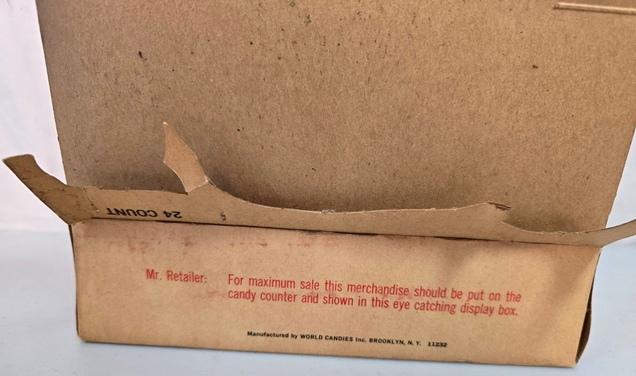 24 COUNT
Mr. Retailer: For maximum sale this merchandise should be put on the
candy counter and shown in this eye catching display box.
Manufactured by WORLD CANDIES Inc. BROOKLYN, N. Y. 11232